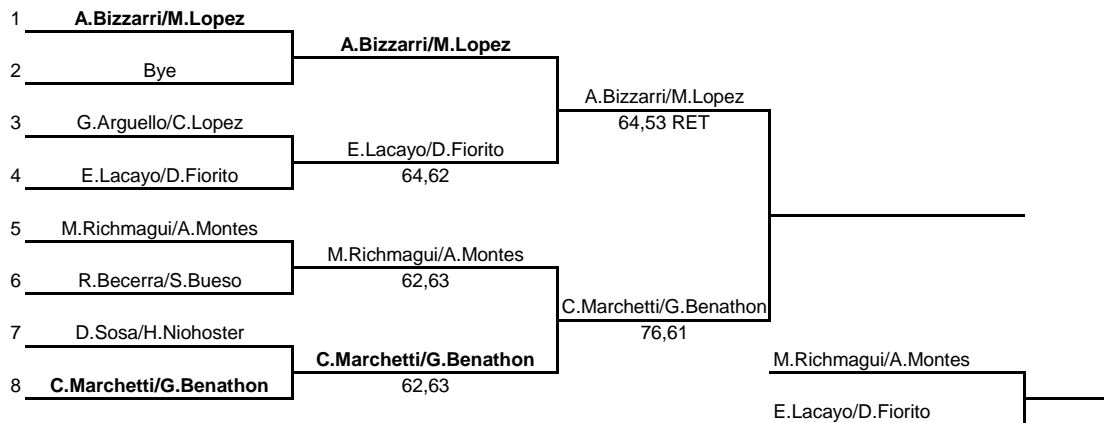 1 A.Bizzarri/M.Lopez
A.Bizzarri/M.Lopez
2 Bye
A.Bizzarri/M.Lopez
3 G.Arguello/C.Lopez
64,53 RET
E.Lacayo/D.Fiorito
4 E.Lacayo/D.Fiorito
64,62
5 M.Richmagui/A.Montes
M.Richmagui/A.Montes
6 R.Becerra/S.Bueso
62,63
C.Marchetti/G.Benathon
7 D.Sosa/H.Niohoster
76,61
C.Marchetti/G.Benathon
M.Richmagui/A.Montes
8 C.Marchetti/G.Benathon
62,63
E.Lacayo/D.Fiorito